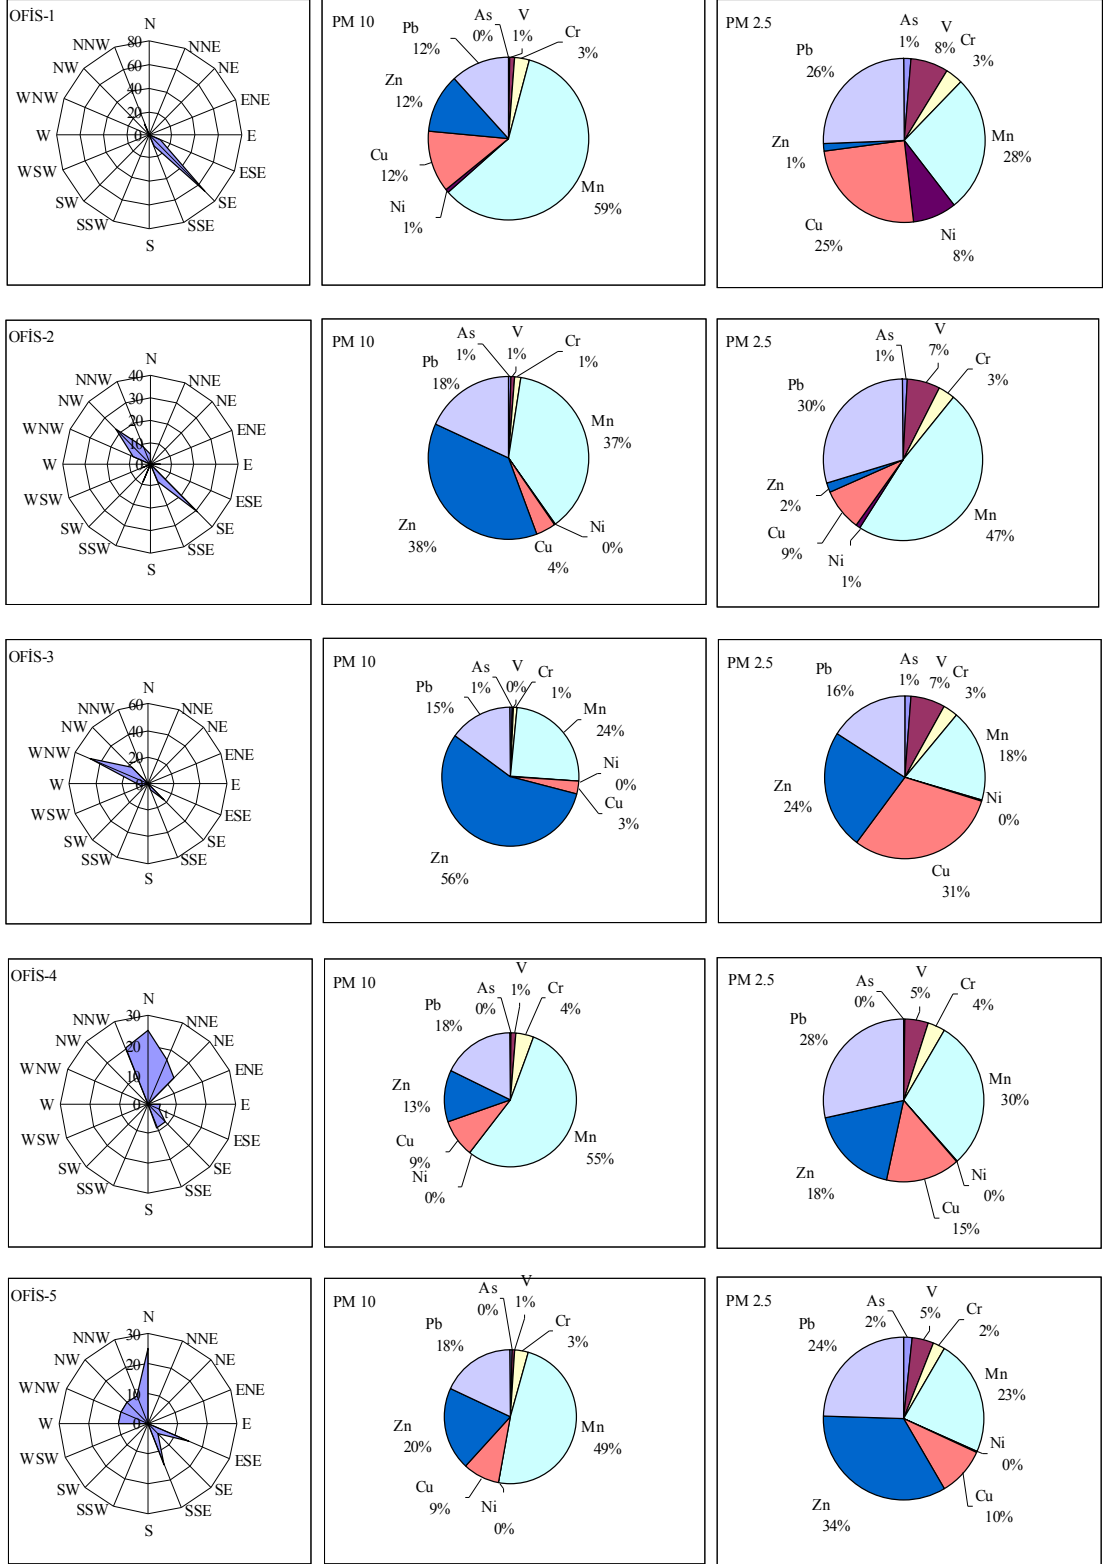 OFİS-1
N
NNE
NE
ENE
E
ESE
SE
SSE
S
SSW
SW
WSW
W
WNW
NW
NNW
80
60
40
20
0
PM 10
As
0%
V
1%
Cr
3%
Mn
59%
Ni
1%
Cu
12%
Zn
12%
Pb
12%
PM 2.5
As
1%
V
8%
Cr
3%
Mn
28%
Ni
8%
Cu
25%
Zn
1%
Pb
26%
OFİS-2
N
NNE
NE
ENE
E
ESE
SE
SSE
S
SSW
SW
WSW
W
WNW
NW
NNW
40
30
20
10
0
PM 10
As
1%
V
1%
Cr
1%
Mn
37%
Ni
0%
Cu
4%
Zn
38%
Pb
18%
PM 2.5
As
1%
V
7%
Cr
3%
Mn
47%
Ni
1%
Cu
9%
Zn
2%
Pb
30%
OFİS-3
N
NNE
NE
ENE
E
ESE
SE
SSE
S
SSW
SW
WSW
W
WNW
NW
NNW
60
40
20
0
PM 10
As
1%
V
0%
Cr
1%
Mn
24%
Ni
0%
Cu
3%
Zn
56%
Pb
15%
PM 2.5
As
1%
V
7%
Cr
3%
Mn
18%
Ni
0%
Cu
31%
Zn
24%
Pb
16%
OFİS-4
N
NNE
NE
ENE
E
ESE
SE
SSE
S
SSW
SW
WSW
W
WNW
NW
NNW
30
20
10
0
1
PM 10
As
0%
V
1%
Cr
4%
Mn
55%
Ni
0%
Cu
9%
Zn
13%
Pb
18%
PM 2.5
As
0%
V
5%
Cr
4%
Mn
30%
Ni
0%
Cu
15%
Zn
18%
Pb
28%
OFİS-5
N
NNE
NE
ENE
E
ESE
SE
SSE
S
SSW
SW
WSW
W
WNW
NW
NNW
30
20
10
0
PM 10
As
0%
V
1%
Cr
3%
Mn
49%
Ni
0%
Cu
9%
Zn
20%
Pb
18%
PM 2.5
As
2%
V
5%
Cr
2%
Mn
23%
Ni
0%
Cu
10%
Zn
34%
Pb
24%